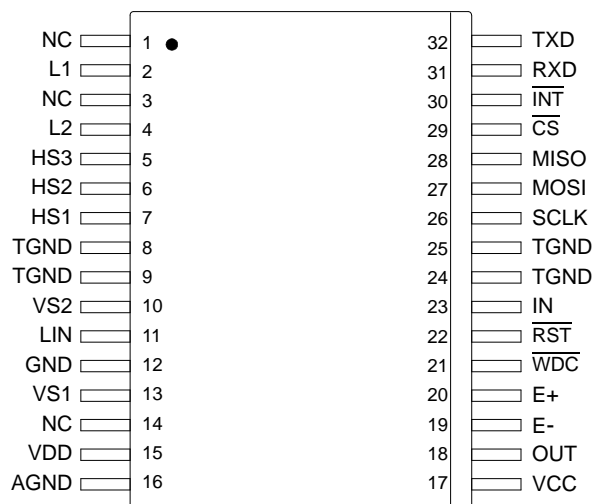 NC 1 32 TXD
L1 2 31 RXD
NC 3 30 INT
L2 4 29 CS
HS3 5 28 MISO
HS2 6 27 MOSI
HS1 7 26 SCLK
TGND 8 25 TGND
TGND 9 24 TGND
VS2 10 23 IN
LIN 11 22 RST
GND 12 21 WDC
VS1 13 20 E+
NC 14 19 E-
VDD 15 18 OUT
AGND 16 17 VCC